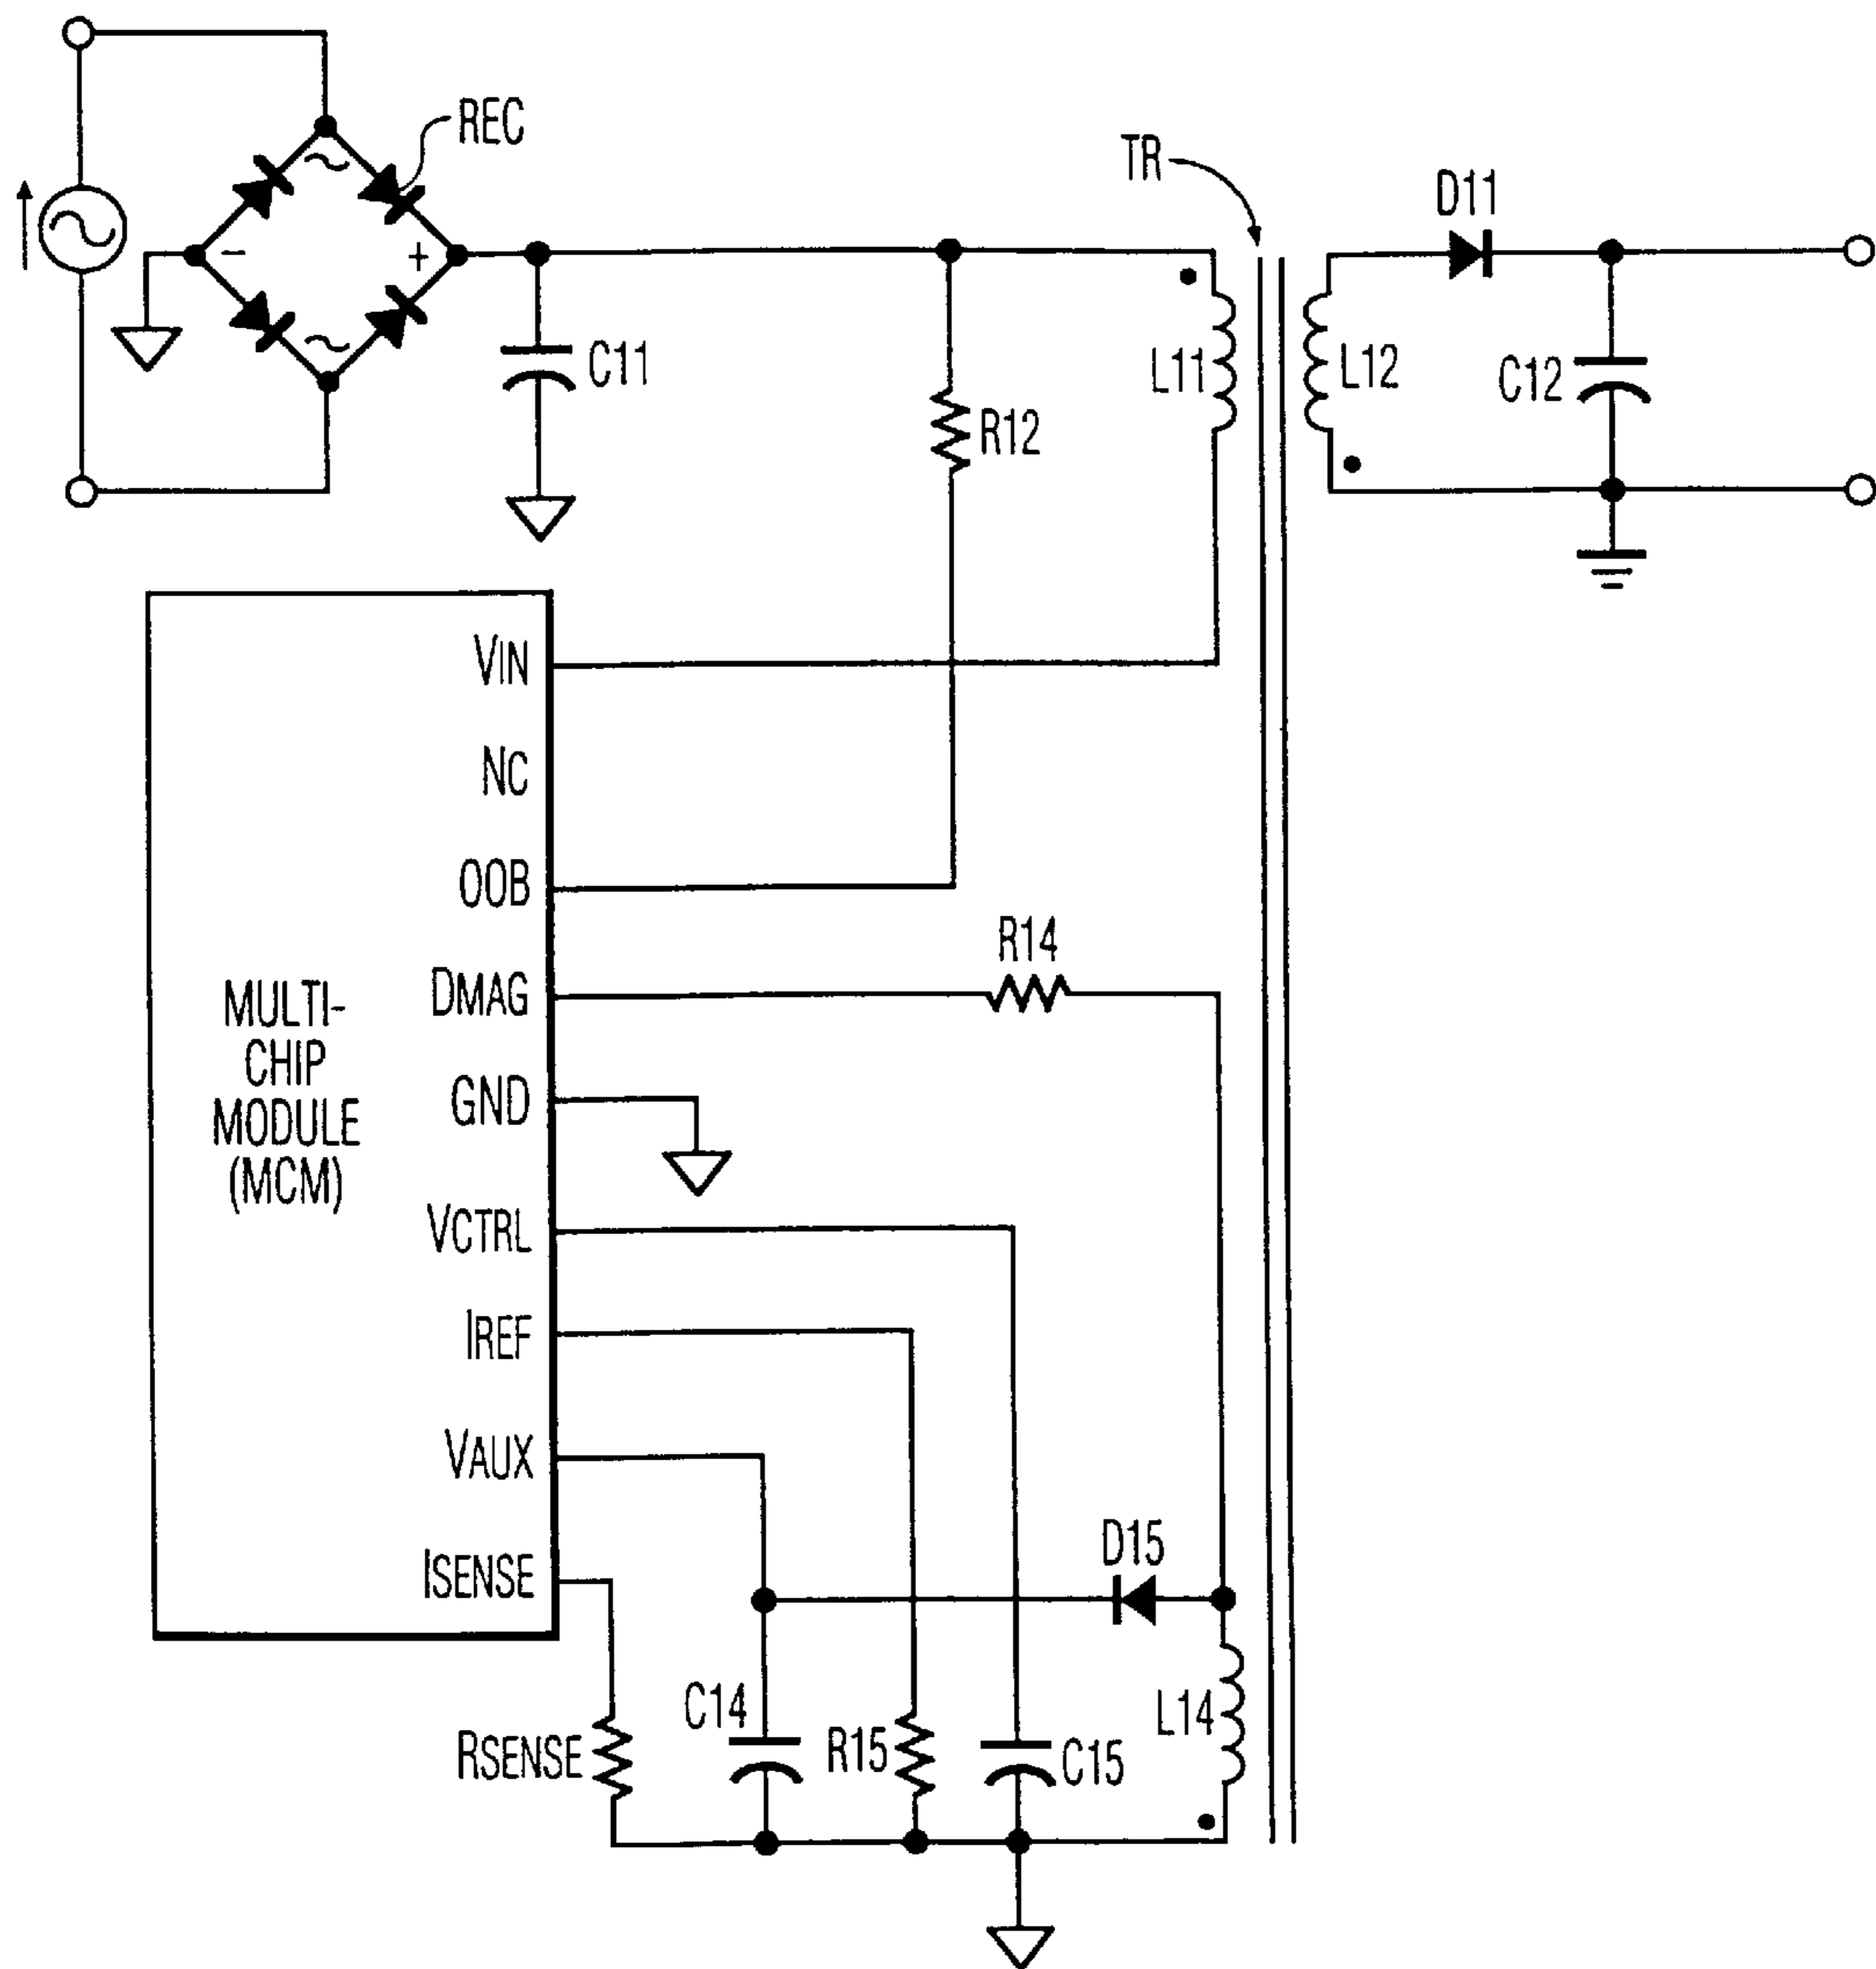 REC
TR
D11
- +
C11
R12
L11
L12
C12
VIN
NC
OOB
R14
DMAG
MULTI-
CHIP
MODULE
(MCM)
GND
VCTRL
IREF
VAUX
D15
ISENSE
C14
RSENSE
R15
C15
L14